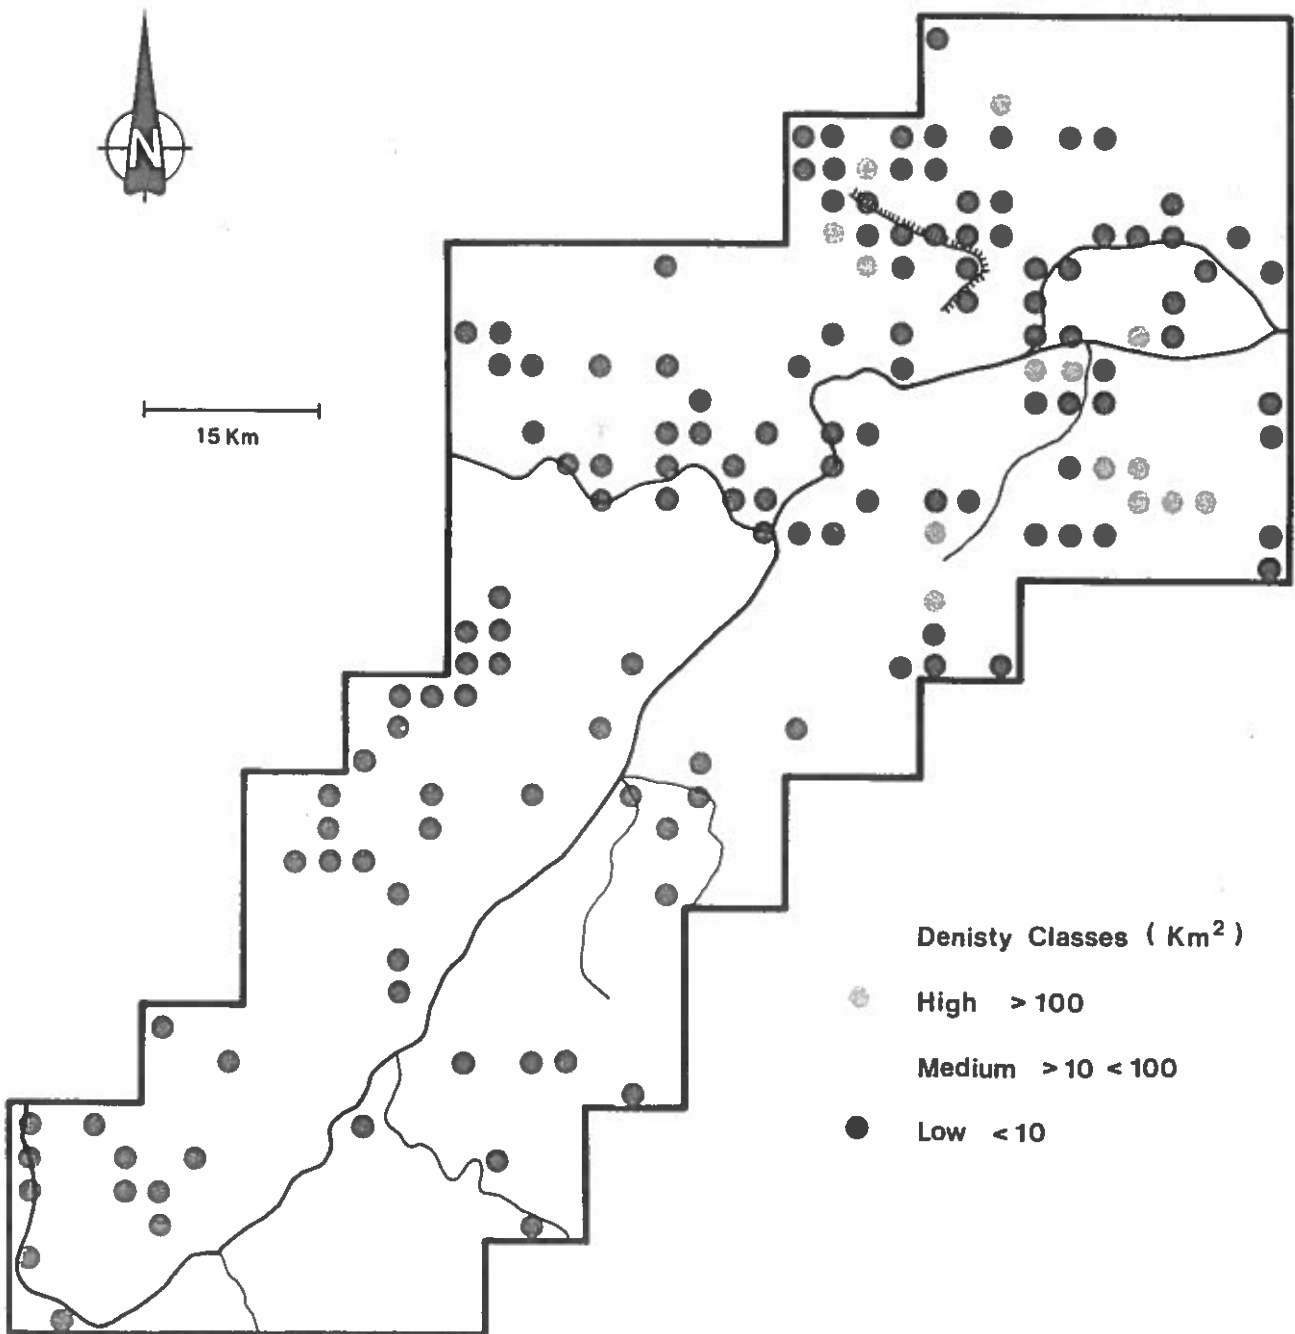 N
15 Km
Denisty Classes ( Km² )
High > 100
Medium > 10 < 100
Low < 10